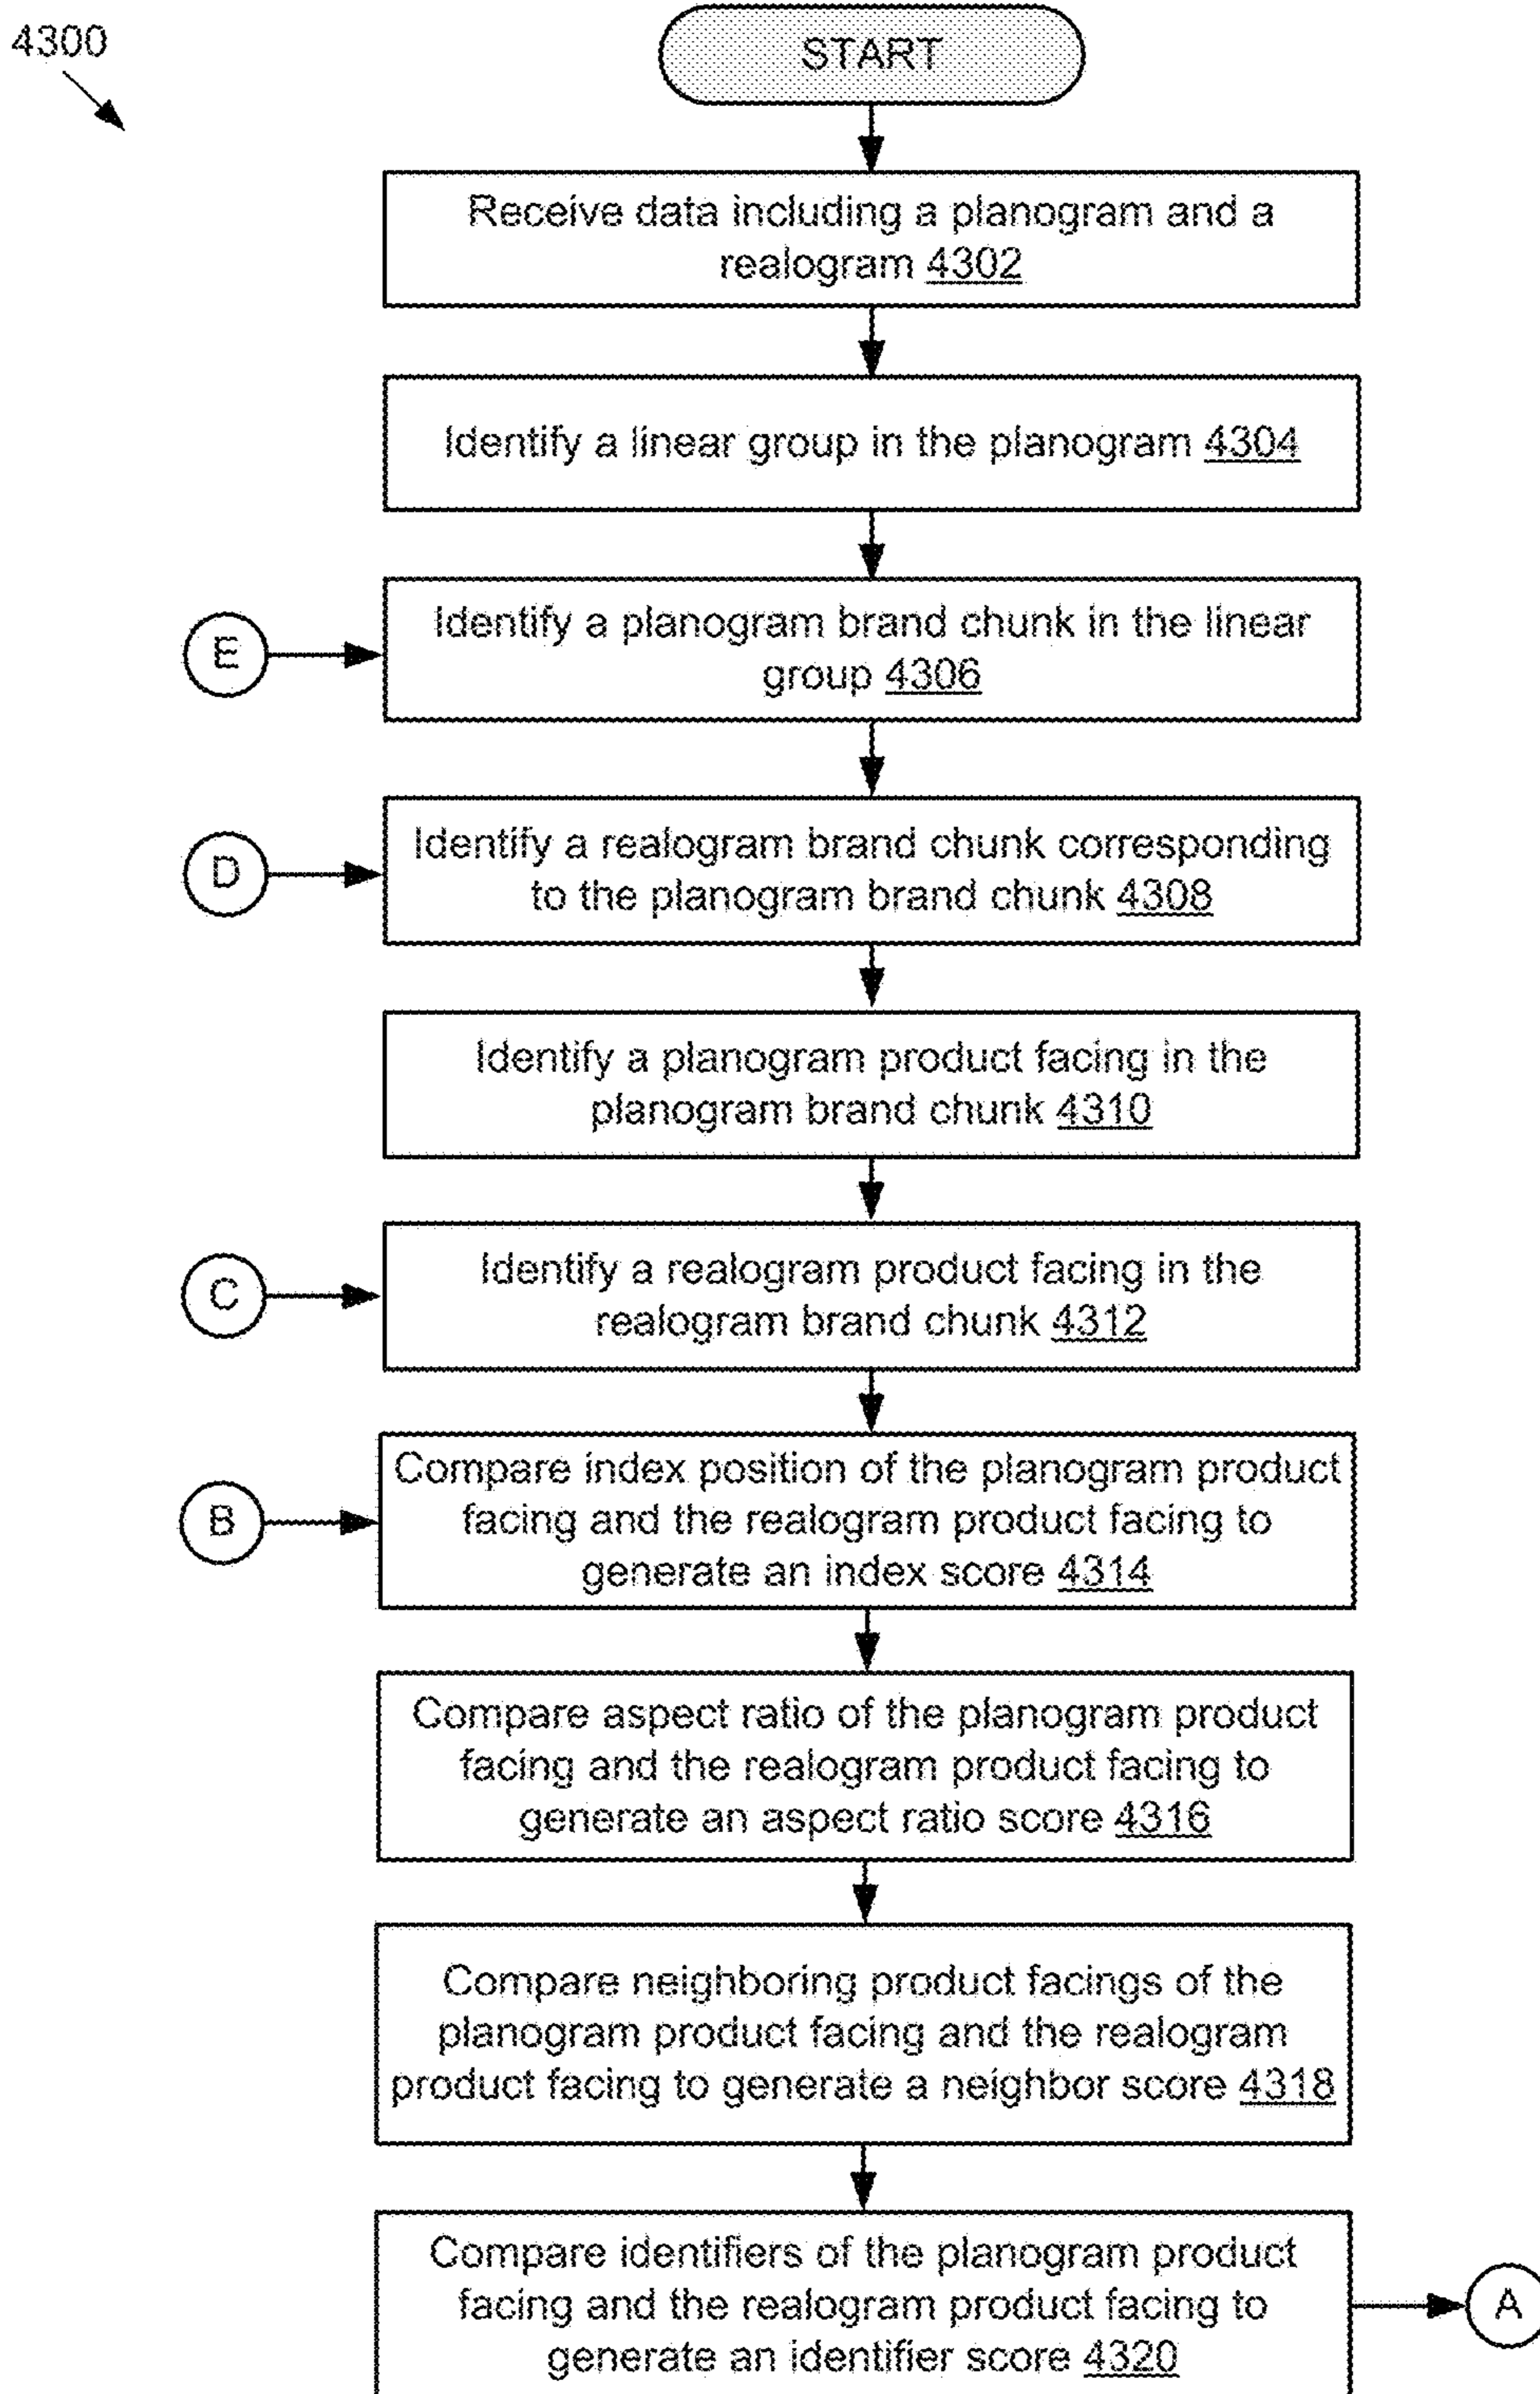 4300
START
Receive data including a planogram and a
realogram 4302
Identify a linear group in the planogram 4304
E
Identify a planogram brand chunk in the linear
group 4306
D
Identify a realogram brand chunk corresponding
to the planogram brand chunk 4308
Identify a planogram product facing in the
planogram brand chunk 4310
C
Identify a realogram product facing in the
realogram brand chunk 4312
B
Compare index position of the planogram product
facing and the realogram product facing to
generate an index score 4314
Compare aspect ratio of the planogram product
facing and the realogram product facing to
generate an aspect ratio score 4316
Compare neighboring product facings of the
planogram product facing and the realogram
product facing to generate a neighbor score 4318
Compare identifiers of the planogram product
facing and the realogram product facing to
generate an identifier score 4320
A